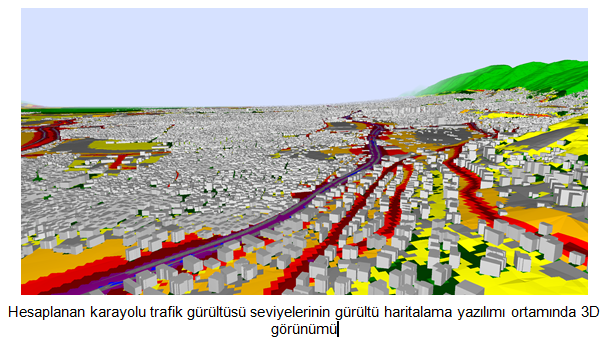 Hesaplanan karayolu trafik gürültüsü seviyelerinin gürültü haritalama yazılımı ortamında 3D
görünümü